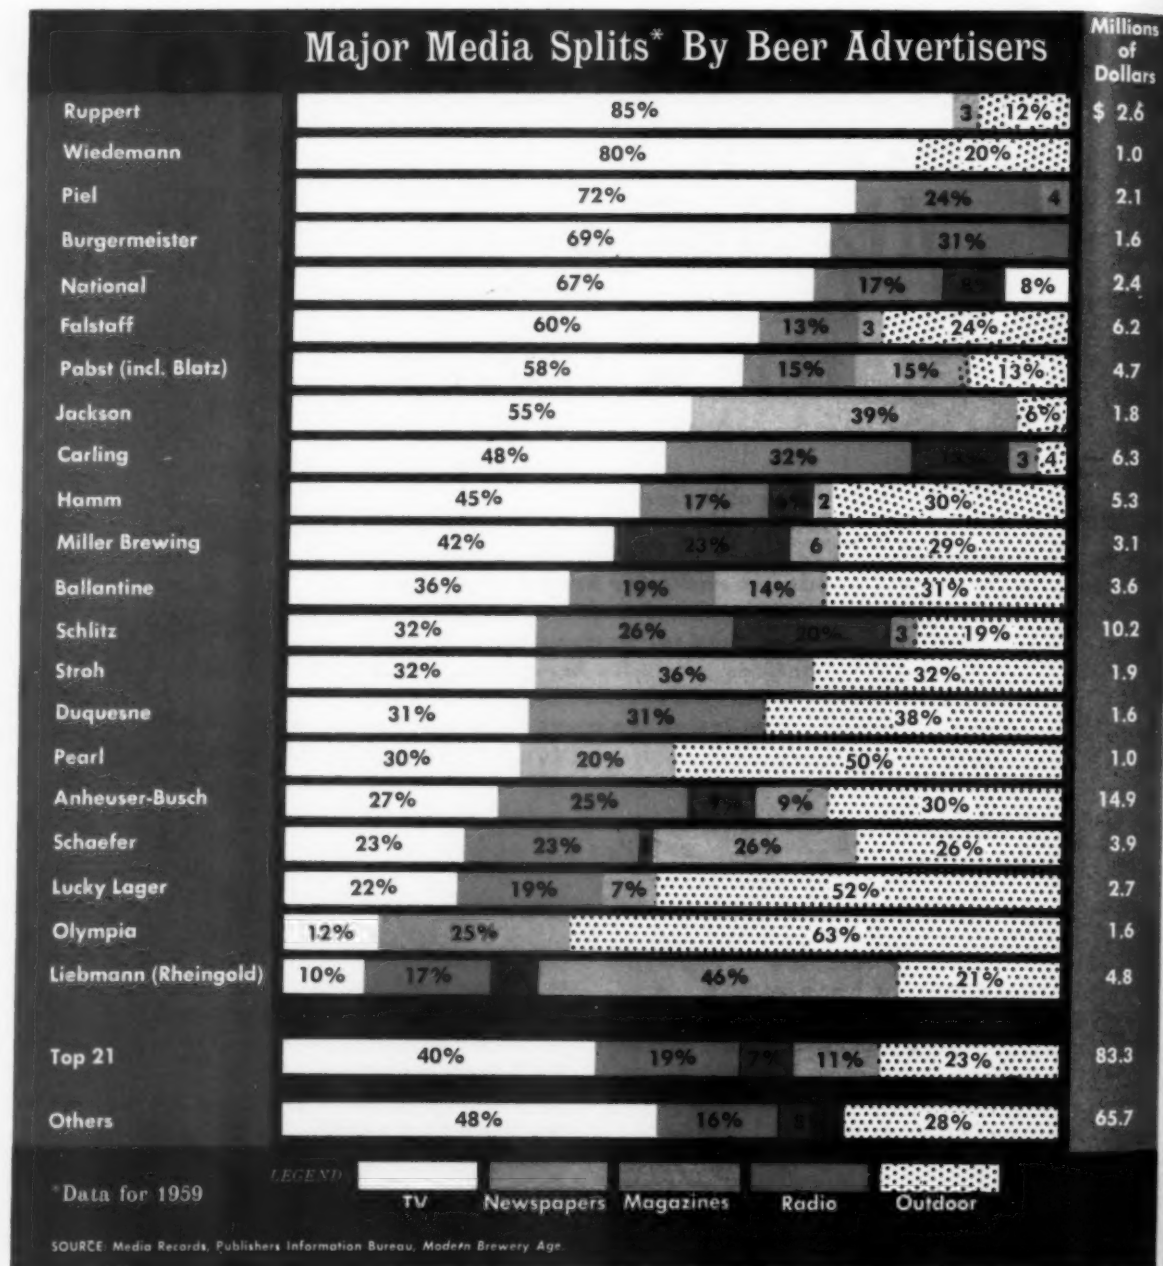 Major Media Splits* By Beer Advertisers
Millions
of
Dollars
Ruppert 85% 3 12% $ 2.6
Wiedemann 80% 20% 1.0
Piel 72% 24% 4 2.1
Burgermeister 69% 31% 1.6
National 67% 17% 8% 8% 2.4
Falstaff 60% 13% 3 24% 6.2
Pabst (incl. Blatz) 58% 15% 15% 13% 4.7
Jackson 55% 39% 6% 1.8
Carling 48% 32% 3 4 6.3
Hamm 45% 17% 2 30% 5.3
Miller Brewing 42% 23% 6 29% 3.1
Ballantine 36% 19% 14% 31% 3.6
Schlitz 32% 26% 20% 3 19% 10.2
Stroh 32% 36% 32% 1.9
Duquesne 31% 31% 38% 1.6
Pearl 30% 20% 50% 1.0
Anheuser-Busch 27% 25% 9% 9% 30% 14.9
Schaefer 23% 23% 26% 26% 3.9
Lucky Lager 22% 19% 7% 52% 2.7
Olympia 12% 25% 63% 1.6
Liebmann (Rheingold) 10% 17% 46% 21% 4.8
Top 21 40% 19% 7% 11% 23% 83.3
Others 48% 16% 28% 65.7
LEGEND
TV Newspapers Magazines Radio Outdoor
*Data for 1959
SOURCE: Media Records, Publishers Information Bureau, Modern Brewery Age.